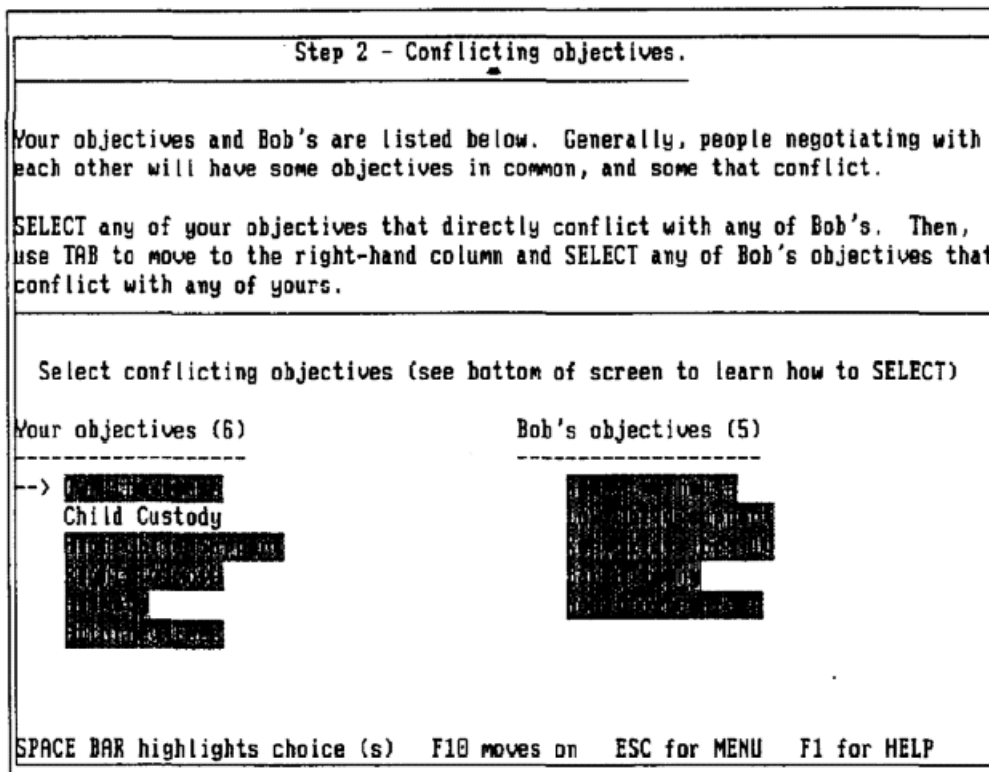 Step 2 - Conflicting objectives.
Your objectives and Bob's are listed below. Generally, people negotiating with
each other will have some objectives in common, and some that conflict.
SELECT any of your objectives that directly conflict with any of Bob's. Then,
use TAB to move to the right-hand column and SELECT any of Bob's objectives that
conflict with any of yours.
Select conflicting objectives (see bottom of screen to learn how to SELECT)
Your objectives (6) Bob's objectives (5)
-->
Child Custody
SPACE BAR highlights choice (s) F10 moves on ESC for MENU F1 for HELP